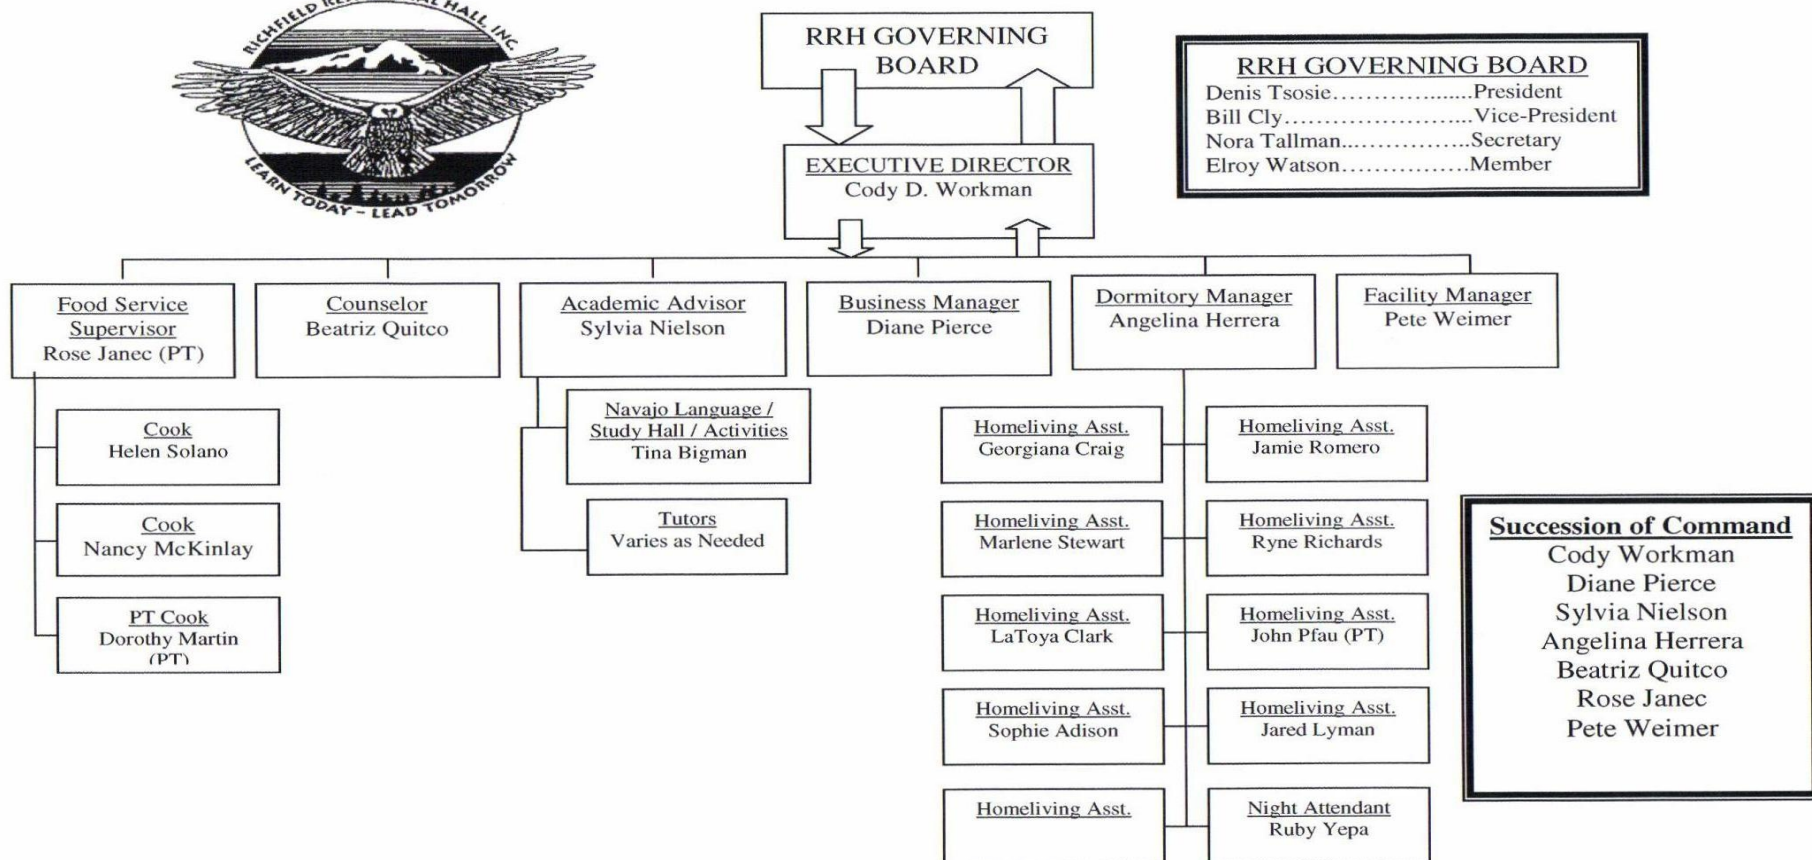 RICHFIELD HALL, INC.
LEARN TODAY – LEAD TOMORROW
RRH GOVERNING
BOARD
EXECUTIVE DIRECTOR
Cody D. Workman
RRH GOVERNING BOARD
Denis Tsosie...................President
Bill Cly........................Vice-President
Nora Tallman.................Secretary
Elroy Watson.................Member
Food Service
Supervisor
Rose Janec (PT)
Counselor
Beatriz Quitco
Academic Advisor
Sylvia Nielson
Business Manager
Diane Pierce
Dormitory Manager
Angelina Herrera
Facility Manager
Pete Weimer
Cook
Helen Solano
Cook
Nancy McKinlay
PT Cook
Dorothy Martin
(PT)
Navajo Language /
Study Hall / Activities
Tina Bigman
Tutors
Varies as Needed
Homeliving Asst.
Georgiana Craig
Homeliving Asst.
Jamie Romero
Homeliving Asst.
Marlene Stewart
Homeliving Asst.
Ryne Richards
Homeliving Asst.
LaToya Clark
Homeliving Asst.
John Pfau (PT)
Homeliving Asst.
Sophie Adison
Homeliving Asst.
Jared Lyman
Homeliving Asst.
Night Attendant
Ruby Yepa
Succession of Command
Cody Workman
Diane Pierce
Sylvia Nielson
Angelina Herrera
Beatriz Quitco
Rose Janec
Pete Weimer